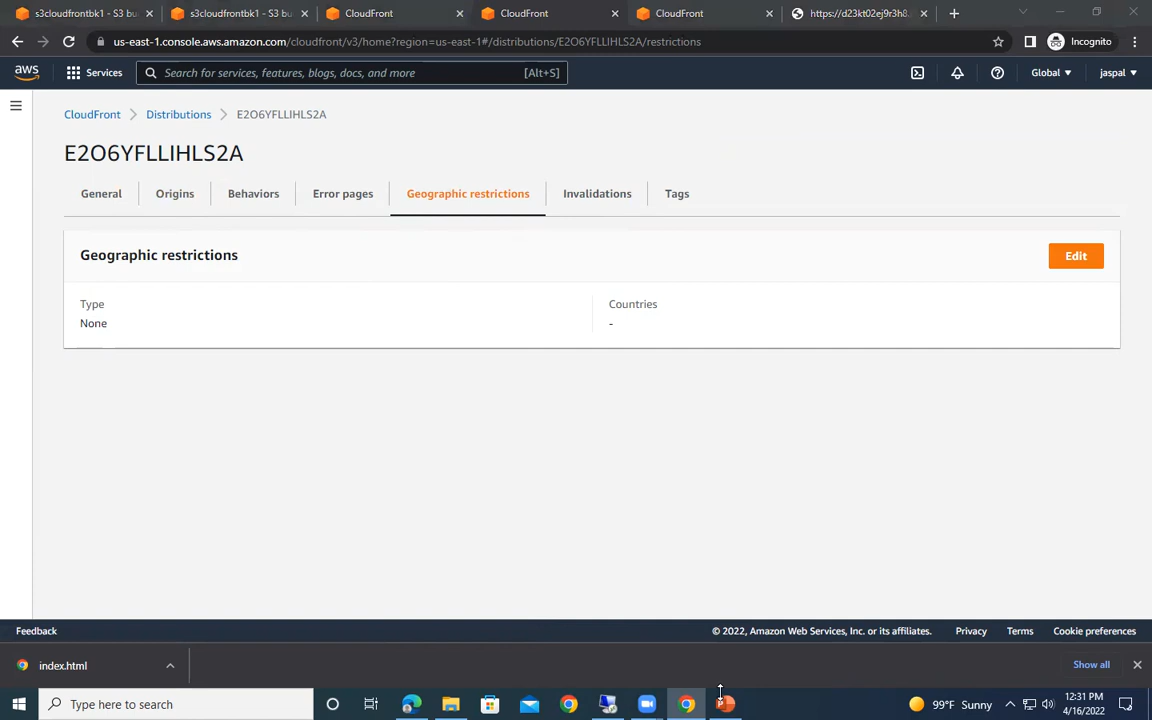 s3cloudfrontbk1 - S3 bu
s3cloudfrontbk1 - S3 bu
CloudFront
CloudFront
CloudFront
https://d23kt02ej9r3h8.
us-east-1.console.aws.amazon.com/cloudfront/v3/home?region=us-east-1#/distributions/E2O6YFLLIHLS2A/restrictions
Incognito
aws
Services
Search for services, features, blogs, docs, and more
[Alt+S]
Global
jaspal
CloudFront
Distributions
E2O6YFLLIHLS2A
E2O6YFLLIHLS2A
General
Origins
Behaviors
Error pages
Geographic restrictions
Invalidations
Tags
Geographic restrictions
Edit
Type
Countries
None
-
Feedback
© 2022, Amazon Web Services, Inc. or its affiliates.
Privacy
Terms
Cookie preferences
index.html
Show all
Type here to search
99°F Sunny
12:31 PM
4/16/2022